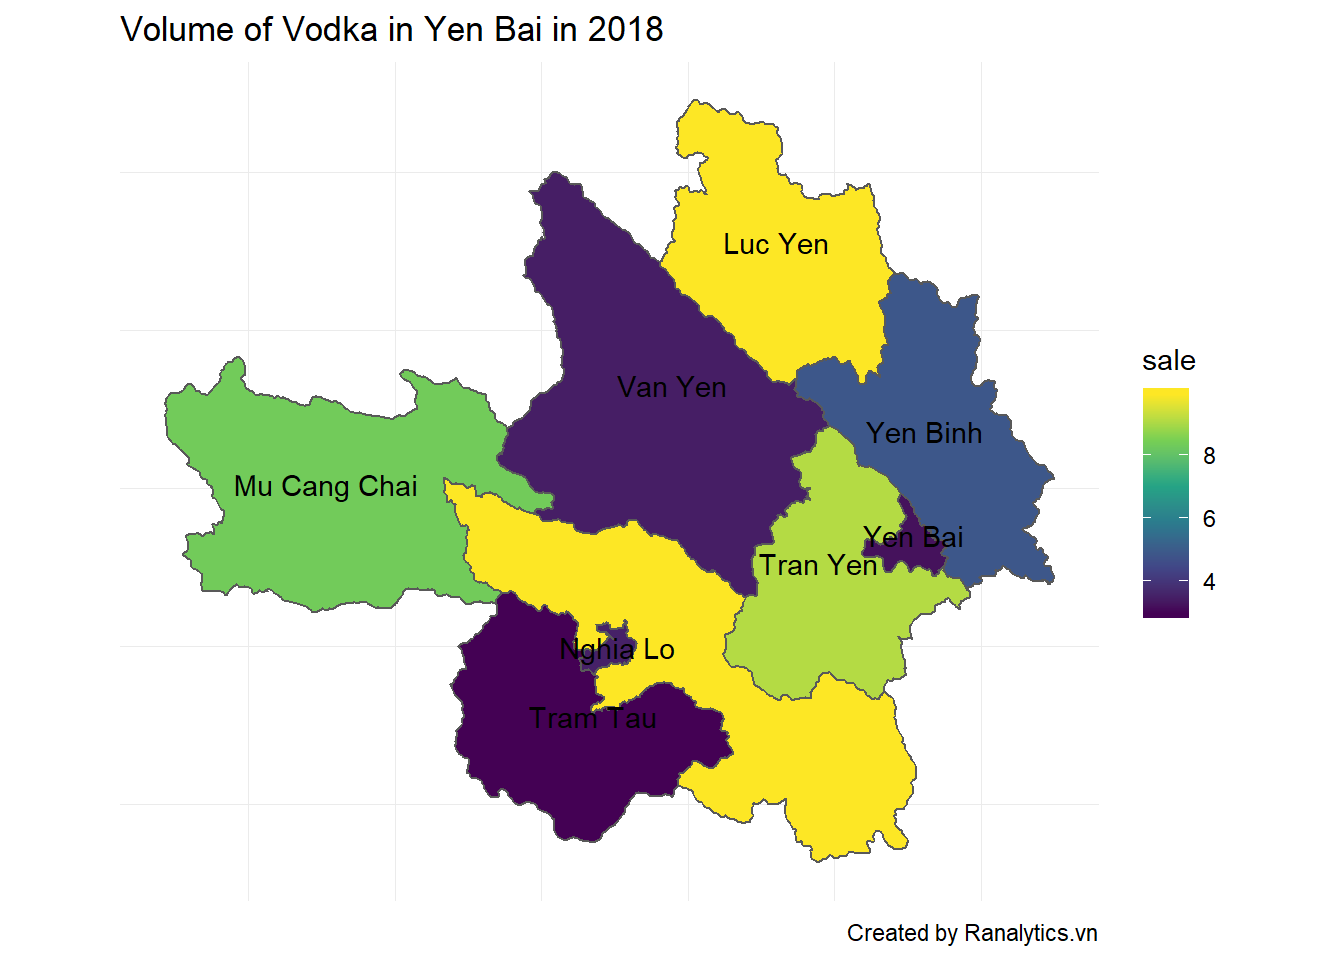 Volume of Vodka in Yen Bai in 2018
Luc Yen
Van Yen
Yen Binh
Mu Cang Chai
Yen Bai
Tran Yen
Nghia Lo
Tram Tau
sale
8
6
4
Created by Ranalytics.vn